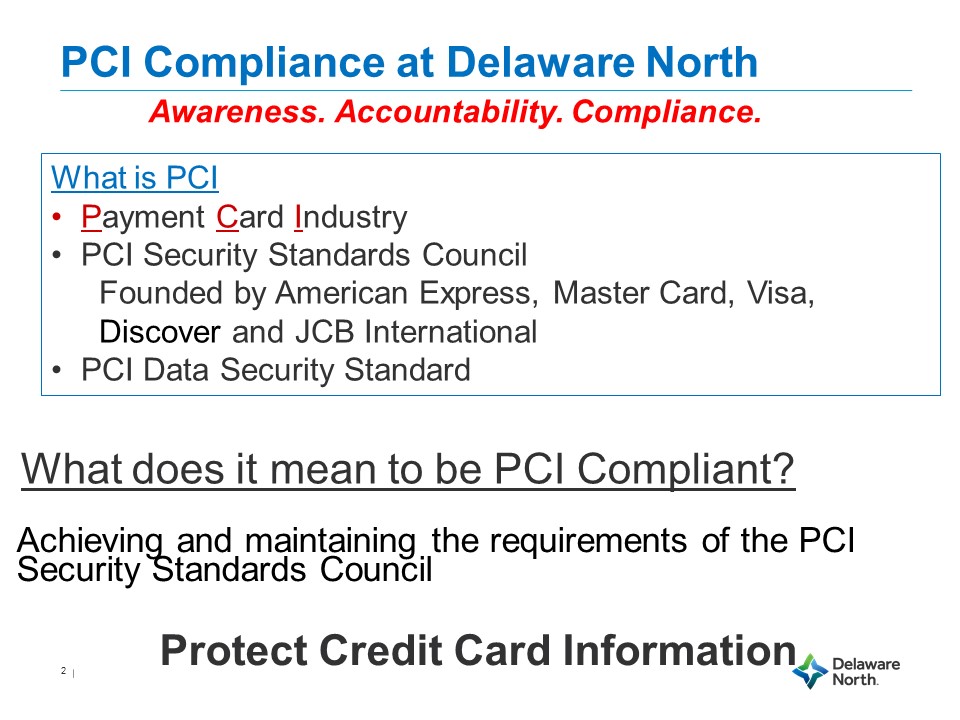 PCI Compliance at Delaware North
Awareness. Accountability. Compliance.
What is PCI
• Payment Card Industry
• PCI Security Standards Council
Founded by American Express, Master Card, Visa,
Discover and JCB International
• PCI Data Security Standard
What does it mean to be PCI Compliant?
Achieving and maintaining the requirements of the PCI
Security Standards Council
Protect Credit Card Information
2 |
Delaware
North.